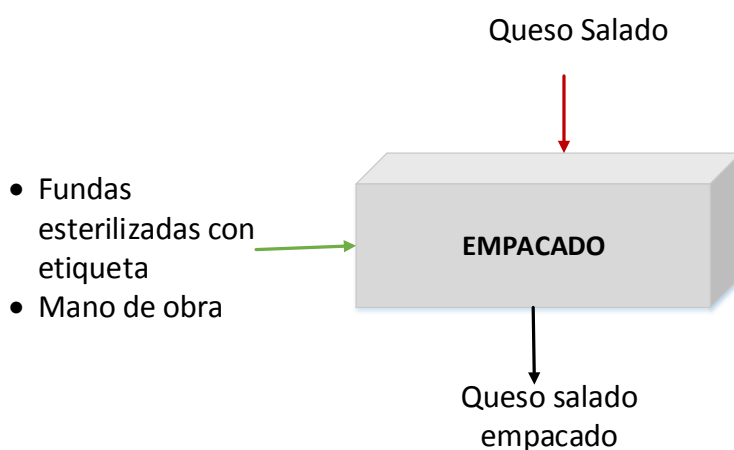 Queso Salado
• Fundas
esterilizadas con
etiqueta
• Mano de obra
EMPACADO
Queso salado
empacado